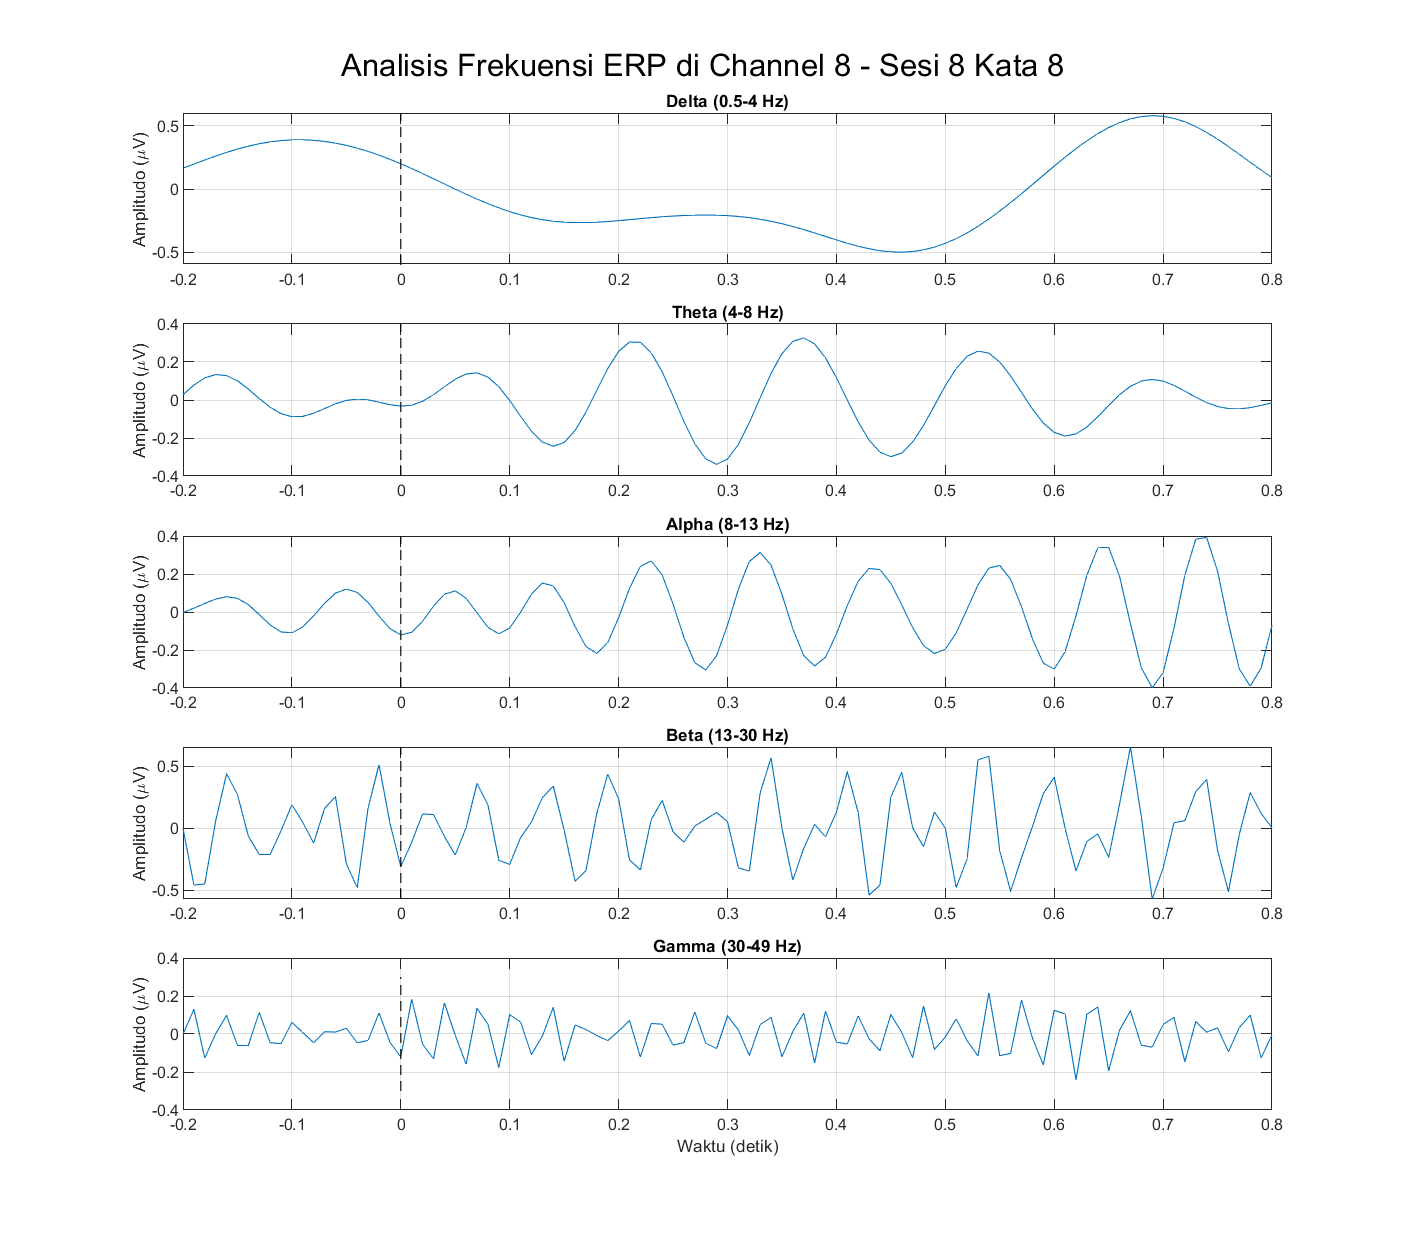 Analisis Frekuensi ERP di Channel 8 - Sesi 8 Kata 8
Delta (0.5-4 Hz)
Amplitudo (μV)
0.5
0
-0.5
-0.2 -0.1 0 0.1 0.2 0.3 0.4 0.5 0.6 0.7 0.8
Theta (4-8 Hz)
Amplitudo (μV)
0.4
0.2
0
-0.2
-0.4
-0.2 -0.1 0 0.1 0.2 0.3 0.4 0.5 0.6 0.7 0.8
Alpha (8-13 Hz)
Amplitudo (μV)
0.4
0.2
0
-0.2
-0.4
-0.2 -0.1 0 0.1 0.2 0.3 0.4 0.5 0.6 0.7 0.8
Beta (13-30 Hz)
Amplitudo (μV)
0.5
0
-0.5
-0.2 -0.1 0 0.1 0.2 0.3 0.4 0.5 0.6 0.7 0.8
Gamma (30-49 Hz)
Amplitudo (μV)
0.4
0.2
0
-0.2
-0.4
-0.2 -0.1 0 0.1 0.2 0.3 0.4 0.5 0.6 0.7 0.8
Waktu (detik)